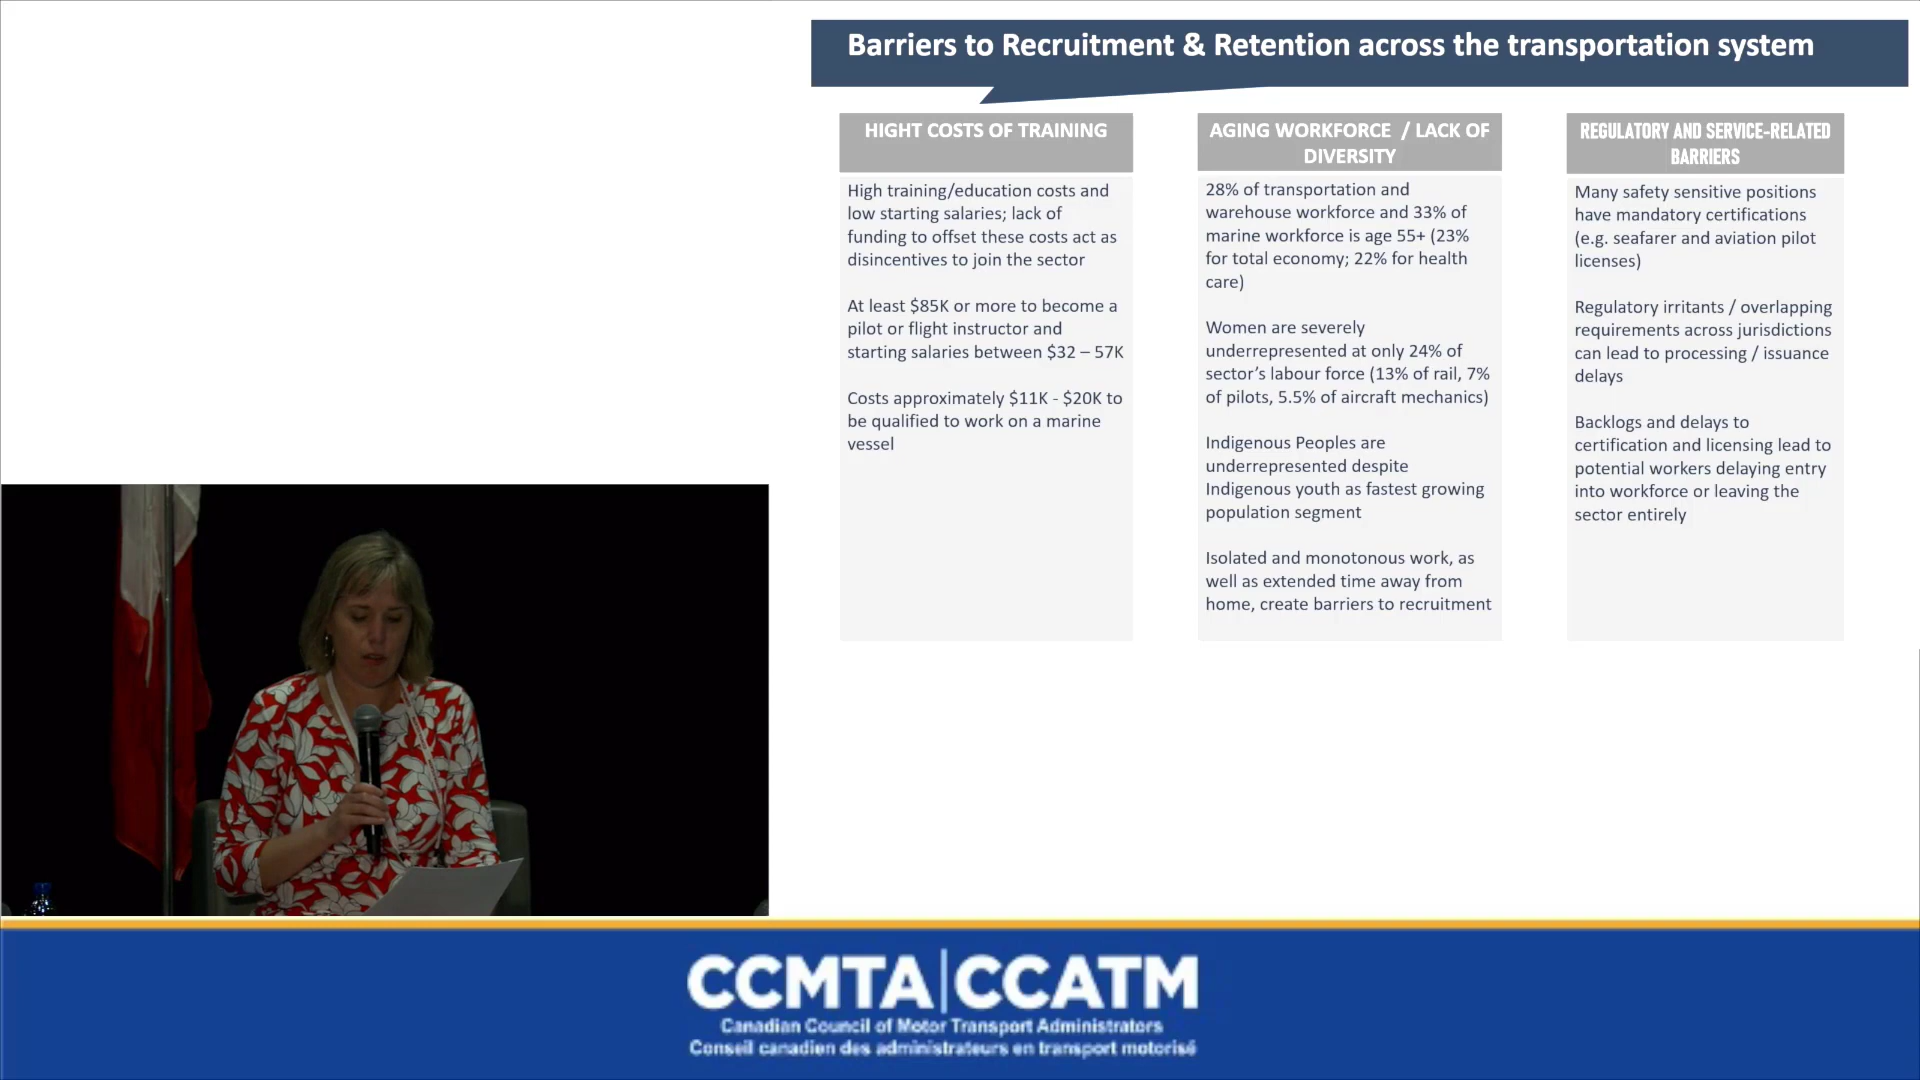 Barriers to Recruitment & Retention across the transportation system
HIGHT COSTS OF TRAINING
High training/education costs and
low starting salaries; lack of
funding to offset these costs act as
disincentives to join the sector
At least $85K or more to become a
pilot or flight instructor and
starting salaries between $32 – 57K
Costs approximately $11K - $20K to
be qualified to work on a marine
vessel
AGING WORKFORCE / LACK OF
DIVERSITY
28% of transportation and
warehouse workforce and 33% of
marine workforce is age 55+ (23%
for total economy; 22% for health
care)
Women are severely
underrepresented at only 24% of
sector’s labour force (13% of rail, 7%
of pilots, 5.5% of aircraft mechanics)
Indigenous Peoples are
underrepresented despite
Indigenous youth as fastest growing
population segment
Isolated and monotonous work, as
well as extended time away from
home, create barriers to recruitment
REGULATORY AND SERVICE-RELATED
BARRIERS
Many safety sensitive positions
have mandatory certifications
(e.g. seafarer and aviation pilot
licenses)
Regulatory irritants / overlapping
requirements across jurisdictions
can lead to processing / issuance
delays
Backlogs and delays to
certification and licensing lead to
potential workers delaying entry
into workforce or leaving the
sector entirely
CCMTA|CCATM
Canadian Council of Motor Transport Administrators
Conseil canadien des administrateurs en transport motorisé